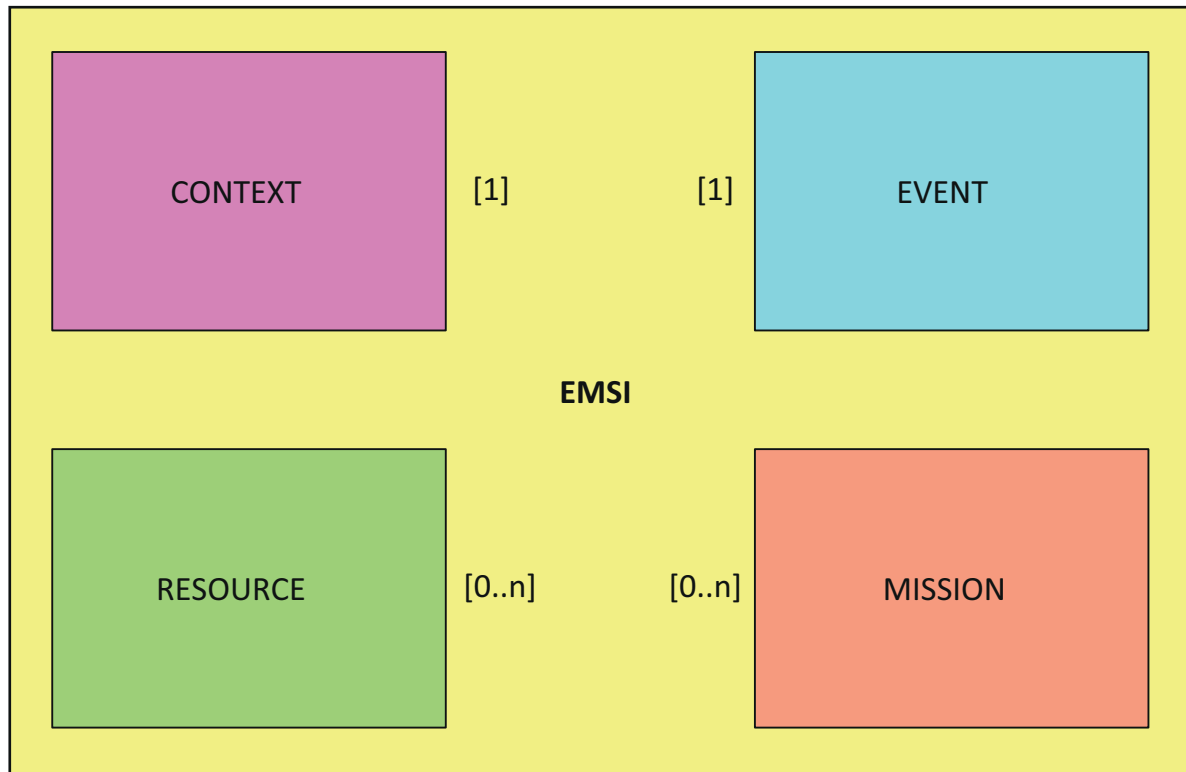 CONTEXT [1] [1] EVENT
EMSI
RESOURCE [0..n] [0..n] MISSION